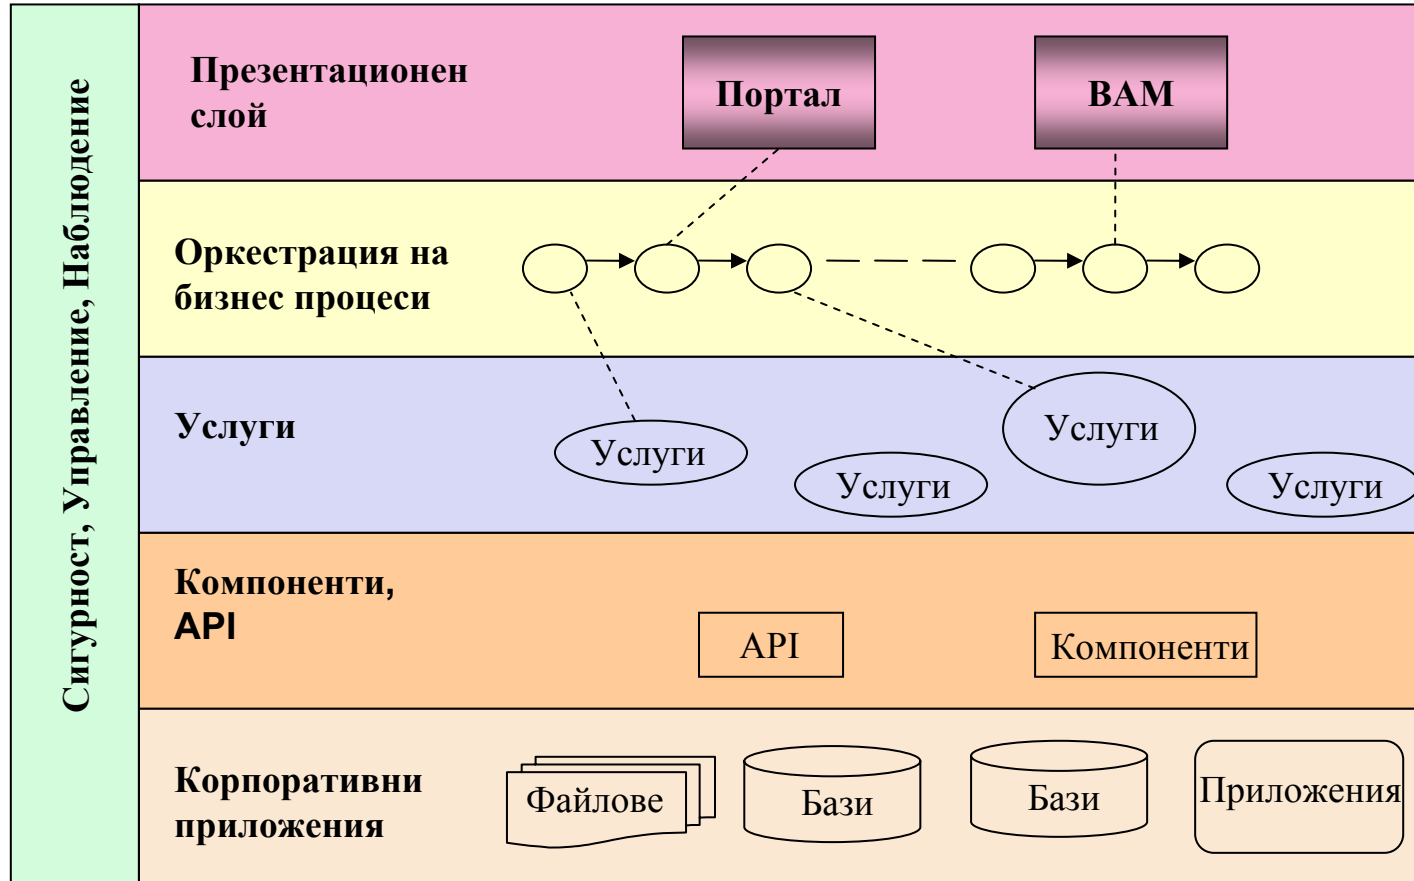 Сигурност, Управление, Наблюдение
Презентационен
слой
Портал
BAM
Оркестрация на
бизнес процеси
Услуги
Услуги
Услуги
Услуги
Услуги
Компоненти,
API
API
Компоненти
Корпоративни
приложения
Файлове
Бази
Бази
Приложения